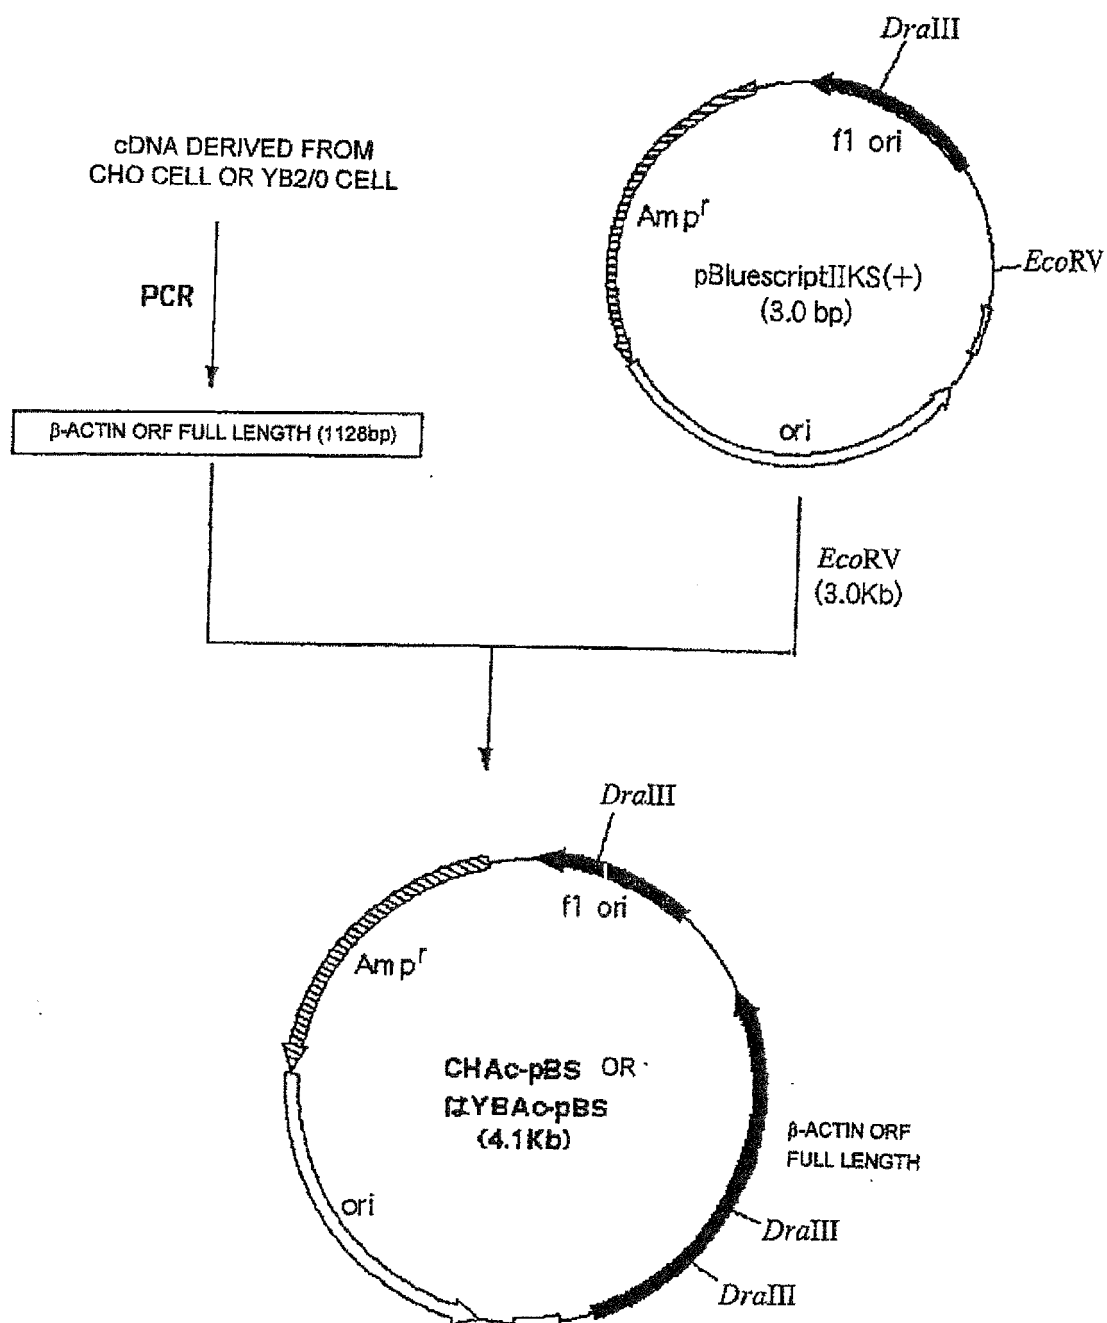 cDNA DERIVED FROM
CHO CELL OR YB2/0 CELL
PCR
β-ACTIN ORF FULL LENGTH (1128bp)
DraIII
f1 ori
Ampʳ
pBluescriptIIKS(+)
(3.0 bp)
EcoRV
ori
EcoRV
(3.0Kb)
DraIII
f1 ori
Ampʳ
CHAc-pBS OR
はYBAc-pBS
(4.1Kb)
β-ACTIN ORF
FULL LENGTH
ori
DraIII
DraIII